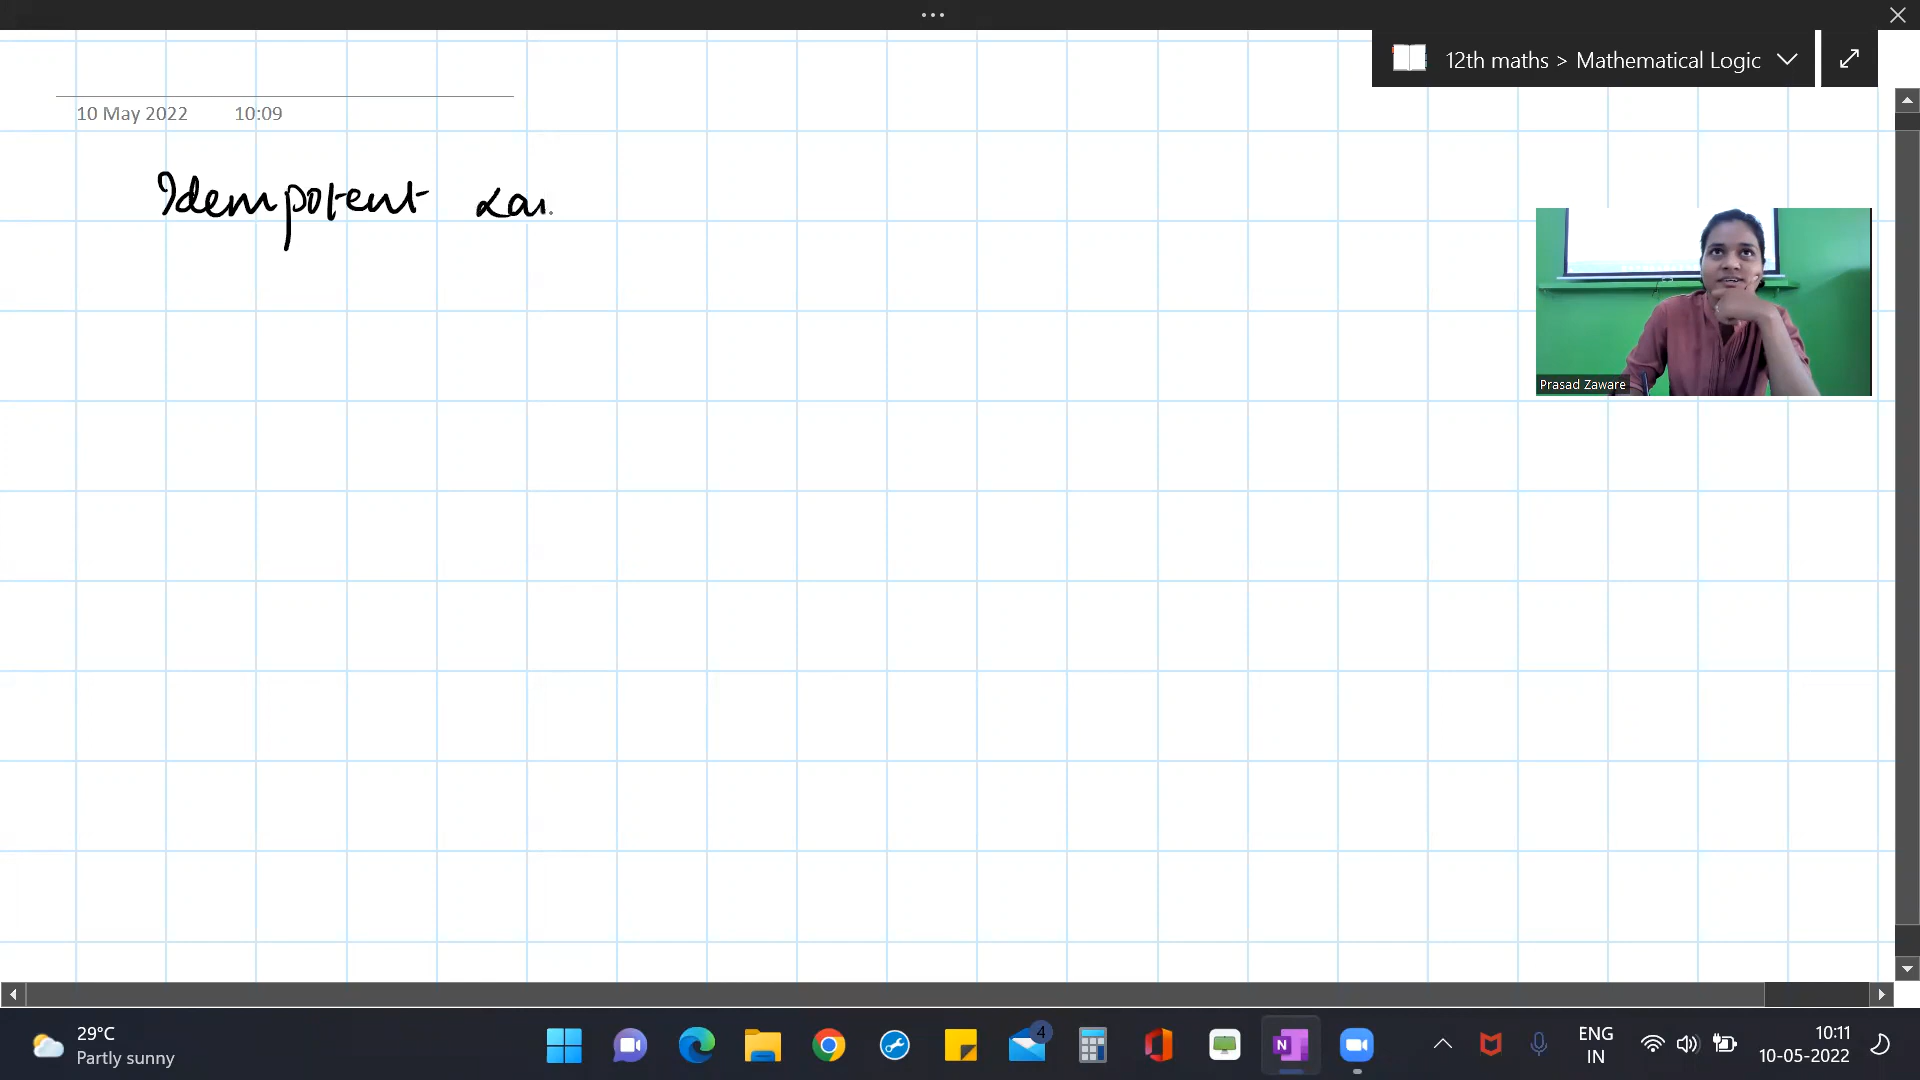 12th maths > Mathematical Logic
10 May 2022 10:09
Idempotent
Prasad Zaware
29°C
Partly sunny
4
ENG
IN
10:11
10-05-2022